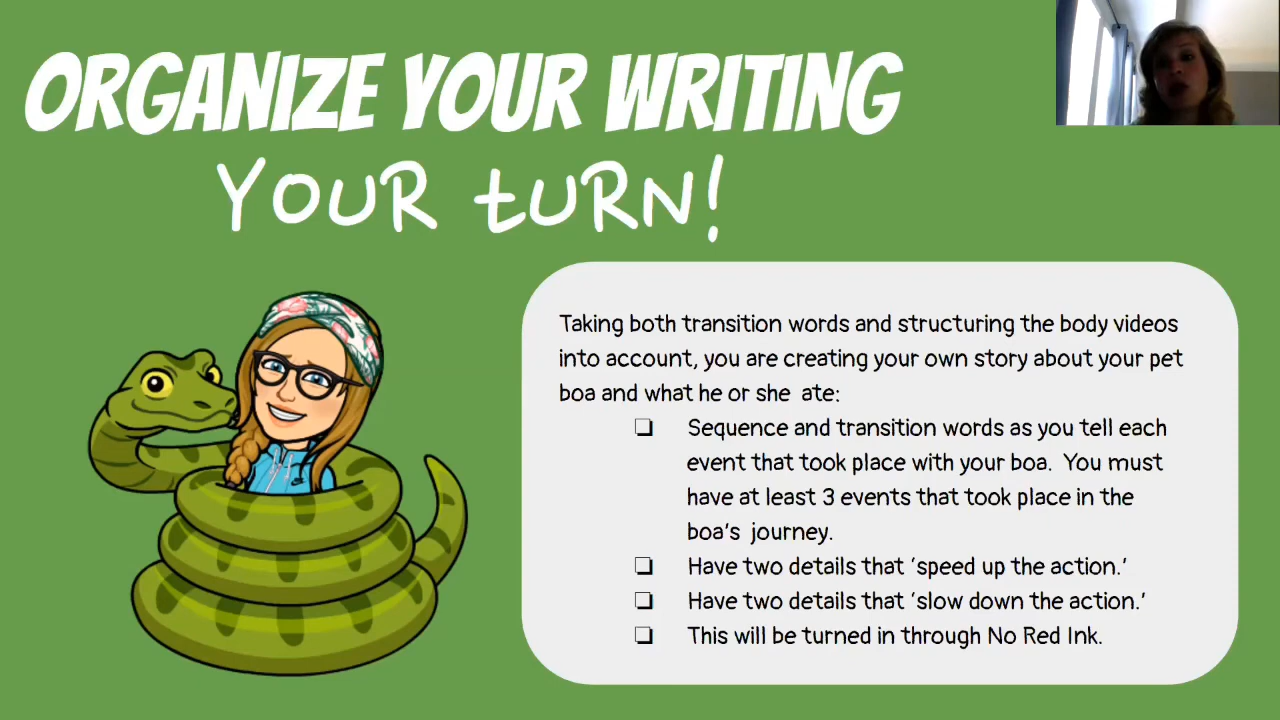 ORGANIZE YOUR WRITING
YOUR tURN!
Taking both transition words and structuring the body videos
into account, you are creating your own story about your pet
boa and what he or she ate:
❏ Sequence and transition words as you tell each
event that took place with your boa. You must
have at least 3 events that took place in the
boa's journey.
❏ Have two details that 'speed up the action.'
❏ Have two details that 'slow down the action.'
❏ This will be turned in through No Red Ink.